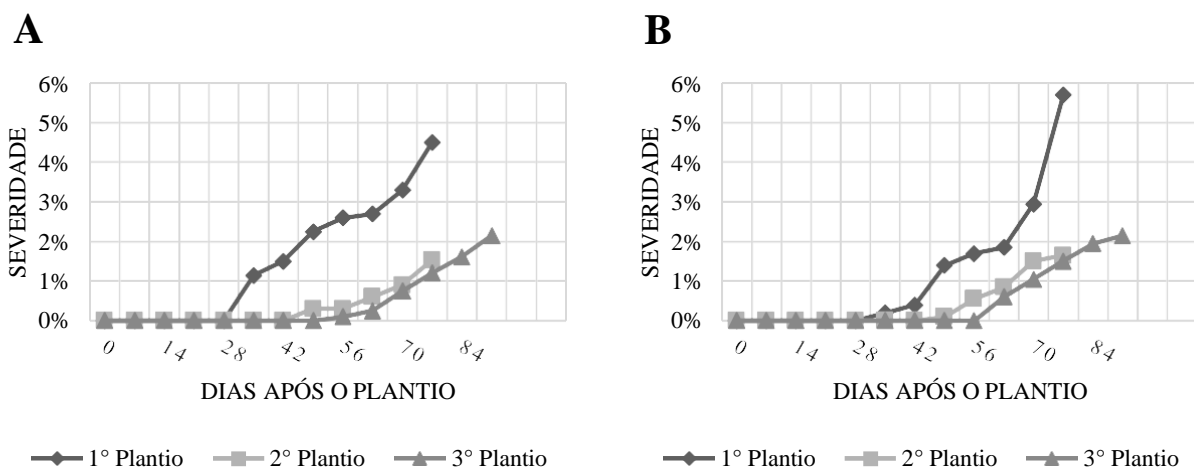 A
6%
5%
4%
3%
2%
1%
0%
SEVERIDADE
0 14 28 42 56 70 84
DIAS APÓS O PLANTIO
1° Plantio 2° Plantio 3° Plantio
B
6%
5%
4%
3%
2%
1%
0%
SEVERIDADE
0 14 28 42 56 70 84
DIAS APÓS O PLANTIO
1° Plantio 2° Plantio 3° Plantio